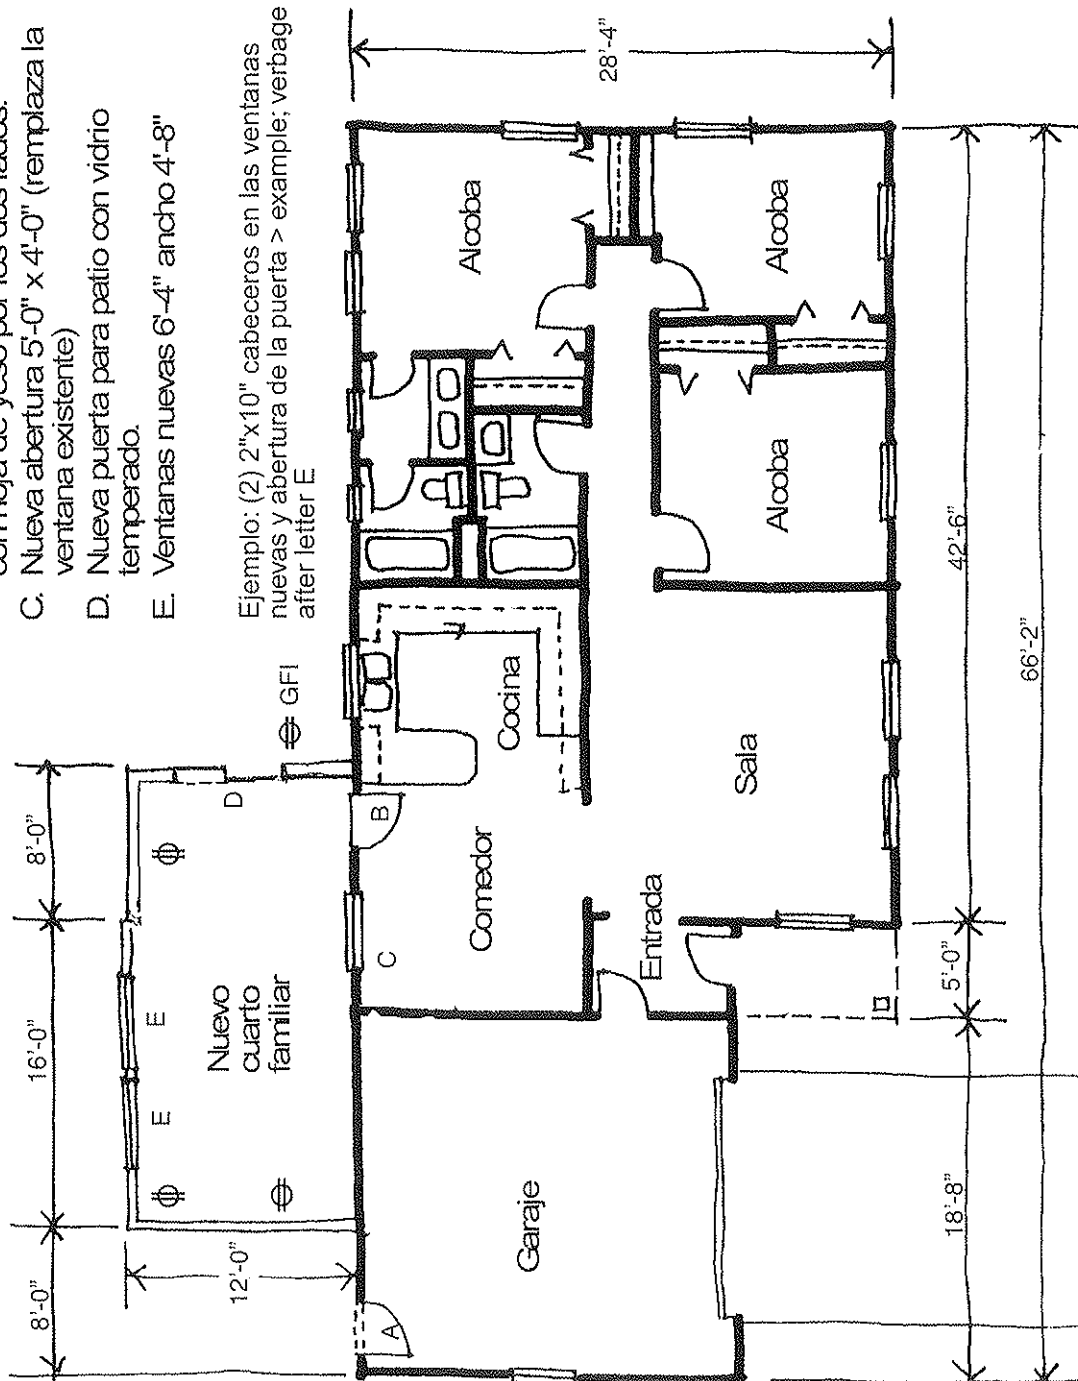 con hoja de yeso por los dos lados.
C. Nueva abertura 5'-0" x 4'-0" (remplaza la
ventana existente)
D. Nueva puerta para patio con vidrio
temperado.
E. Ventanas nuevas 6'-4" ancho 4'-8"
Ejemplo: (2) 2"x10" cabeceros en las ventanas
nuevas y abertura de la puerta > example; verbage
after letter E
8'-0"
16'-0"
8'-0"
12'-0"
28'-4"
E
E
D
GFI
Nuevo
cuarto
familiar
A
C
B
Garaje
Comedor
Cocina
Alcoba
Entrada
Sala
Alcoba
Alcoba
18'-8"
5'-0"
42'-6"
66'-2"